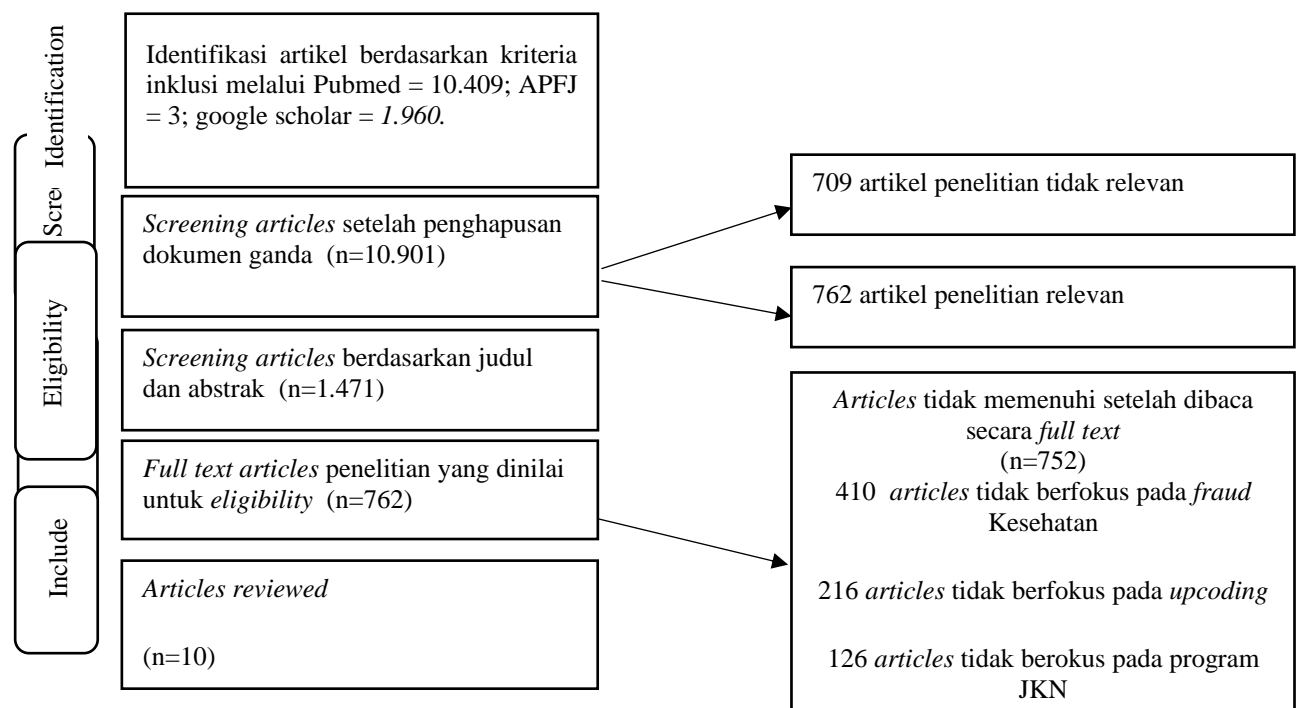 Identification
Identifikasi artikel berdasarkan kriteria
inklusi melalui Pubmed = 10.409; APFJ
= 3; google scholar = 1.960.
Scre
Screening articles setelah penghapusan
dokumen ganda (n=10.901)
709 artikel penelitian tidak relevan
762 artikel penelitian relevan
Eligibility
Screening articles berdasarkan judul
dan abstrak (n=1.471)
Full text articles penelitian yang dinilai
untuk eligibility (n=762)
Articles tidak memenuhi setelah dibaca
secara full text
(n=752)
410 articles tidak berfokus pada fraud
Kesehatan
216 articles tidak berfokus pada upcoding
126 articles tidak berokus pada program
JKN
Include
Articles reviewed
(n=10)